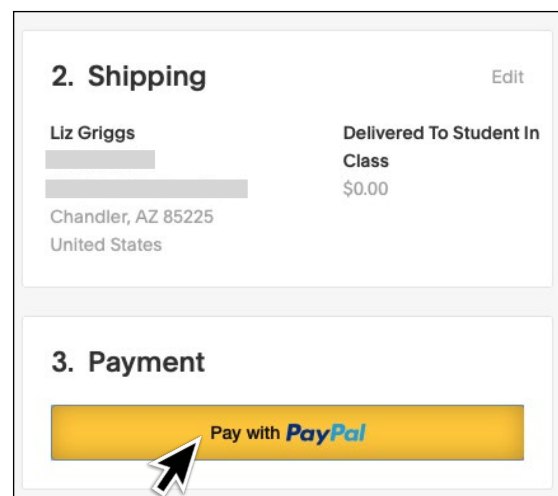 2. Shipping
Edit
Liz Griggs
Chandler, AZ 85225
United States
Delivered To Student In
Class
$0.00
3. Payment
Pay with PayPal